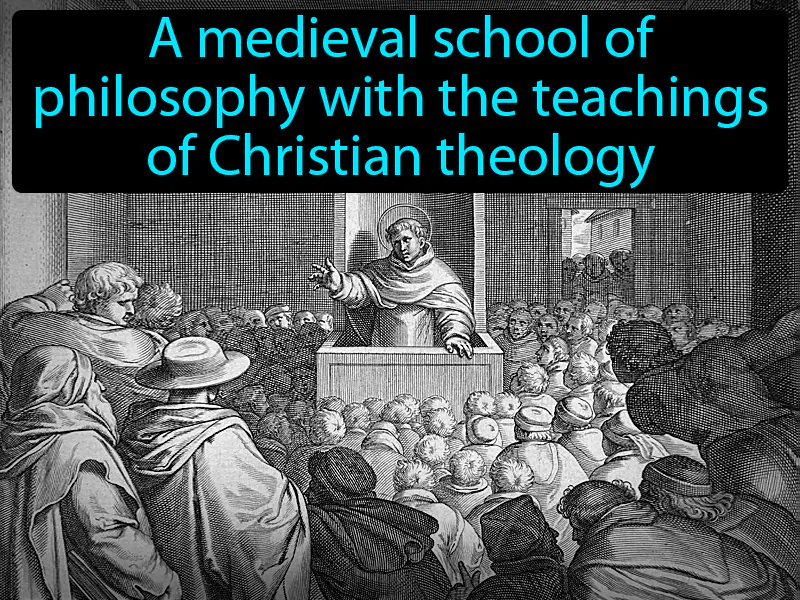 A medieval school of
philosophy with the teachings
of Christian theology